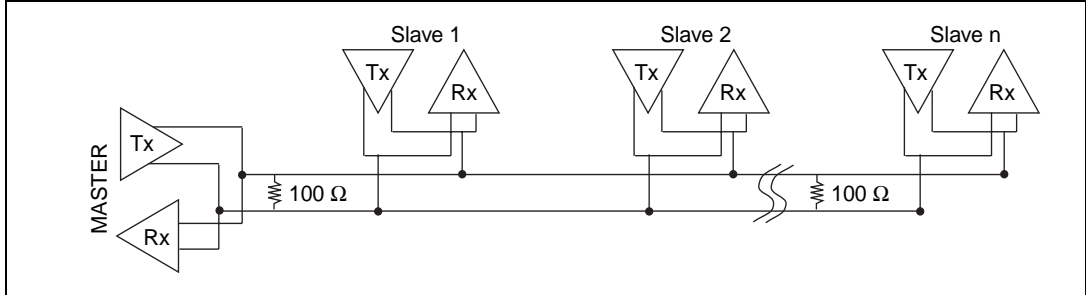 Slave 1
Slave 2
Slave n
Tx
Rx
Tx
Rx
Tx
Rx
MASTER
Tx
Rx
100 Ω
100 Ω